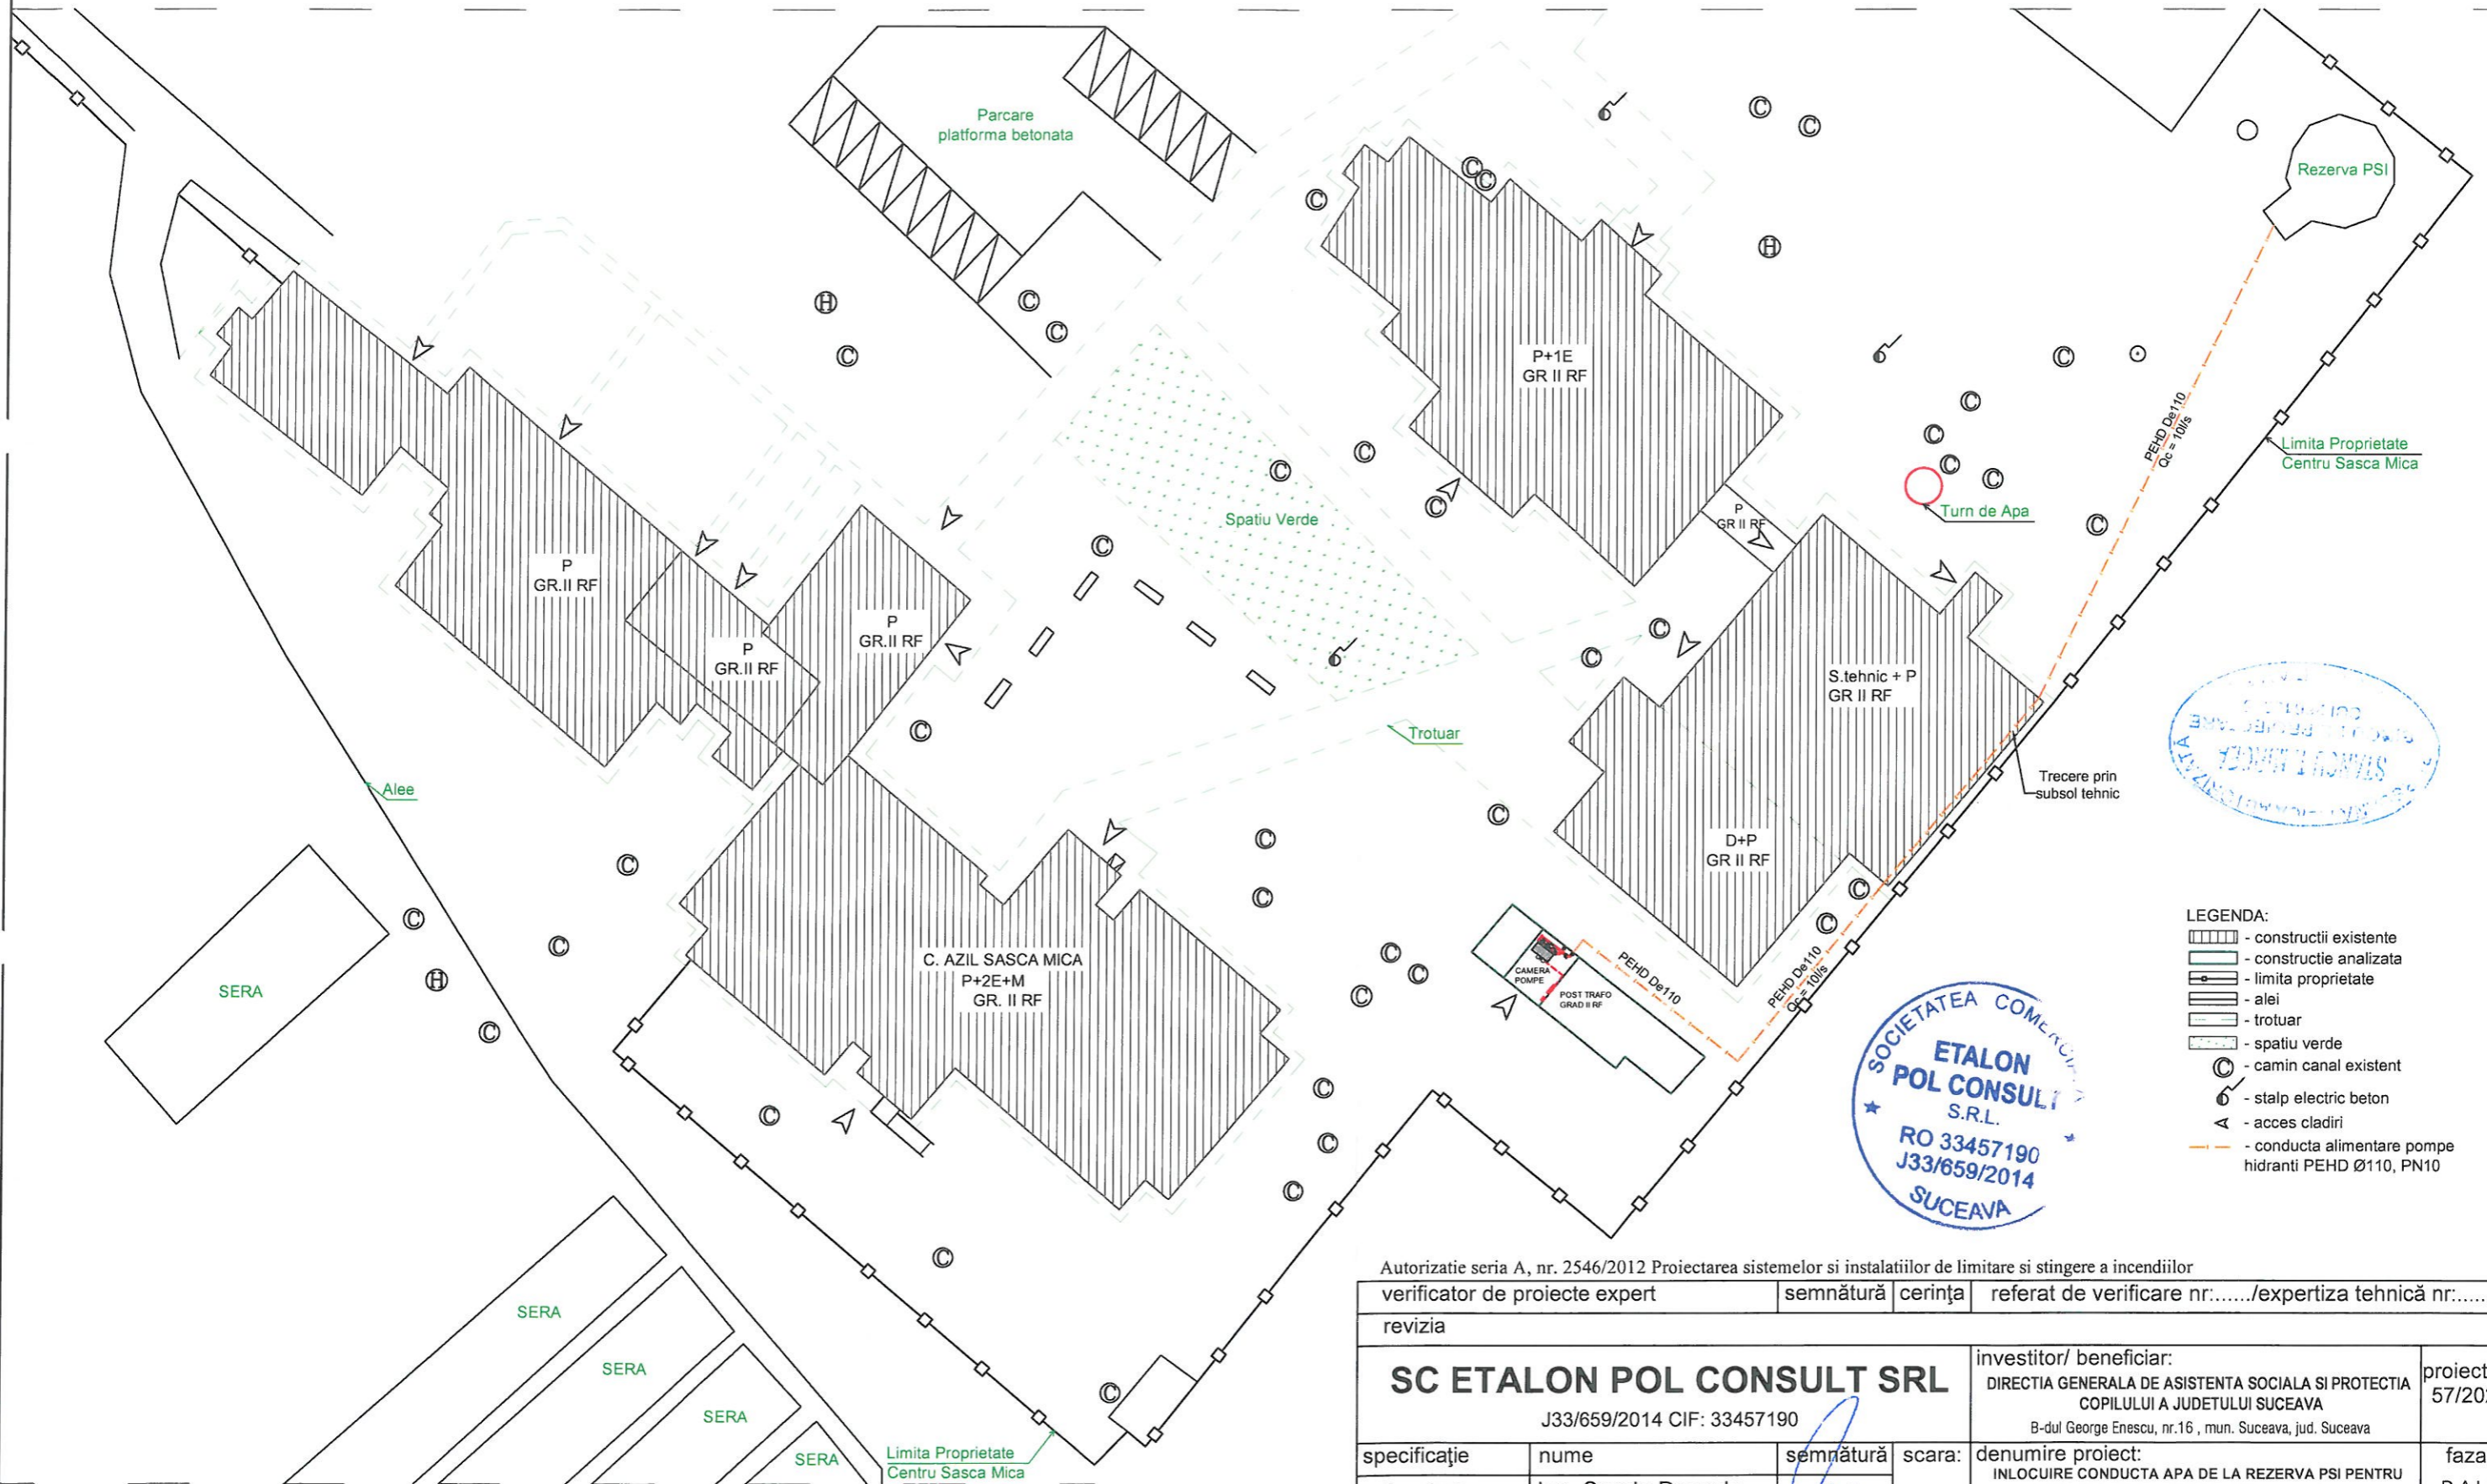 Parcare
platforma betonata
Rezerva PSI
C
C
C
C
C
H
H
C
C
C
P+1E
GR II RF
C
C
C
C
C
C
C
PEHD De110
Qc = 10l/s
Limita Proprietate
Centru Sasca Mica
Turn de Apa
C
C
C
Spatiu Verde
P
GR II RF
C
P
GR.II RF
P
GR.II RF
P
GR.II RF
C
C
S.tehnic + P
GR II RF
C
Trotuar
Trecere prin
subsol tehnic
Alee
C
C
D+P
GR II RF
C
C
C
C
C
C
C
C
C
H
C
SERA
C. AZIL SASCA MICA
P+2E+M
GR. II RF
CAMERA
POMPE
POST TRAFO
GRAD II RF
PEHD De110
PEHD De110
Qc = 10l/s
C
C
C
C
C
C
LEGENDA:
- constructii existente
- constructie analizata
- limita proprietate
- alei
- trotuar
- spatiu verde
C - camin canal existent
- stalp electric beton
- acces cladiri
- conducta alimentare pompe
hidranti PEHD Ø110, PN10
SOCIETATEA
ETALON
POL CONSULT
S.R.L.
RO 33457190
J33/659/2014
SUCEAVA
SERA
SERA
SERA
SERA
Limita Proprietate
Centru Sasca Mica
Autorizatie seria A, nr. 2546/2012 Proiectarea sistemelor si instalatiilor de limitare si stingere a incendiilor
verificator de proiecte expert semnătură cerinţa referat de verificare nr:....../expertiza tehnică nr:.....
revizia
SC ETALON POL CONSULT SRL
J33/659/2014 CIF: 33457190
investitor/ beneficiar:
DIRECTIA GENERALA DE ASISTENTA SOCIALA SI PROTECTIA
COPILULUI A JUDETULUI SUCEAVA
B-dul George Enescu, nr.16 , mun. Suceava, jud. Suceava
proiect
specificaţie nume semnătură scara: denumire proiect: faza
INLOCUIRE CONDUCTA APA DE LA REZERVA PSI PENTRU